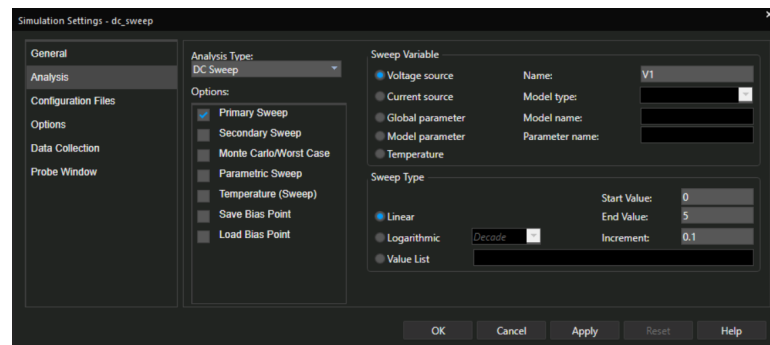 Simulation Settings - dc_sweep
General
Analysis
Configuration Files
Options
Data Collection
Probe Window
Analysis Type:
DC Sweep
Options:
Primary Sweep
Secondary Sweep
Monte Carlo/Worst Case
Parametric Sweep
Temperature (Sweep)
Save Bias Point
Load Bias Point
Sweep Variable
Voltage source
Name:
V1
Current source
Model type:
Global parameter
Model name:
Model parameter
Parameter name:
Temperature
Sweep Type
Start Value:
0
Linear
End Value:
5
Logarithmic
Decade
Increment:
0.1
Value List
OK
Cancel
Apply
Reset
Help